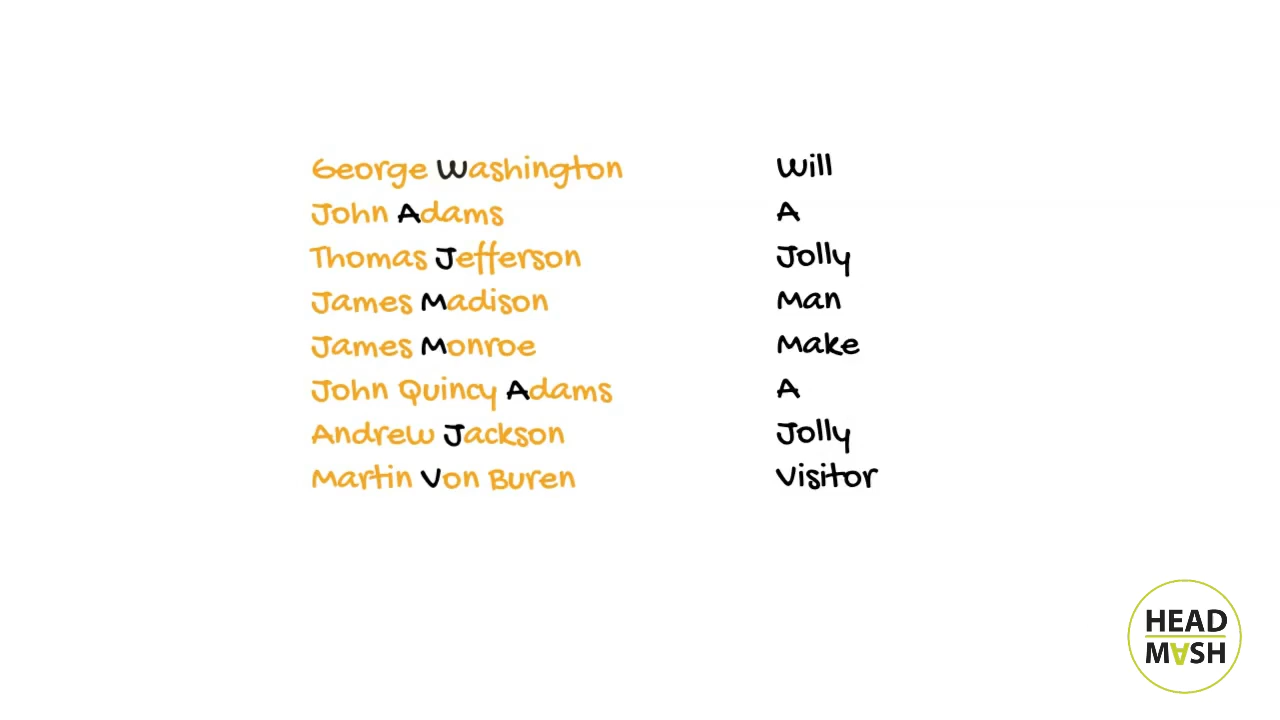 George Washington Will
John Adams A
Thomas Jefferson Jolly
James Madison Man
James Monroe Make
John Quincy Adams A
Andrew Jackson Jolly
Martin Von Buren Visitor
HEAD
MASH